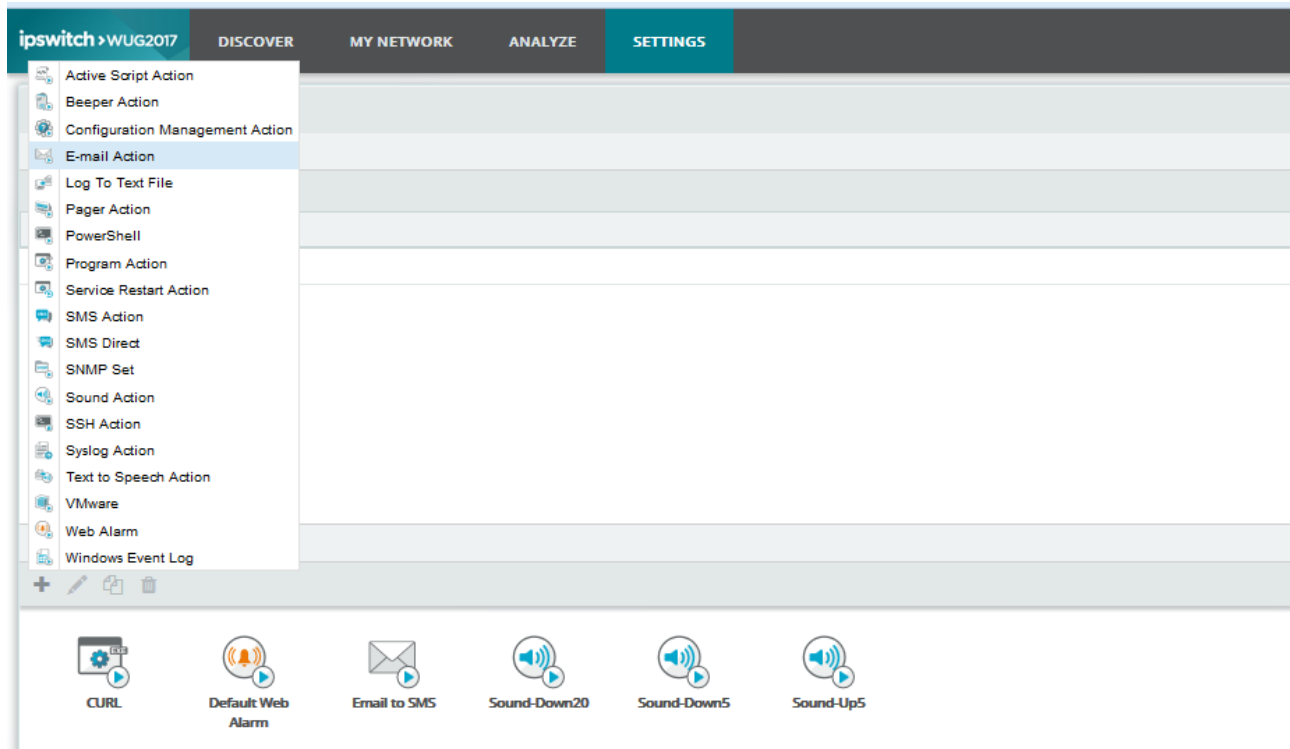 ipswitch >WUG2017 DISCOVER MY NETWORK ANALYZE SETTINGS
Active Script Action
Beeper Action
Configuration Management Action
E-mail Action
Log To Text File
Pager Action
PowerShell
Program Action
Service Restart Action
SMS Action
SMS Direct
SNMP Set
Sound Action
SSH Action
Syslog Action
Text to Speech Action
VMware
Web Alarm
Windows Event Log
CURL Default Web Email to SMS Sound-Down20 Sound-Down5 Sound-Up5
Alarm